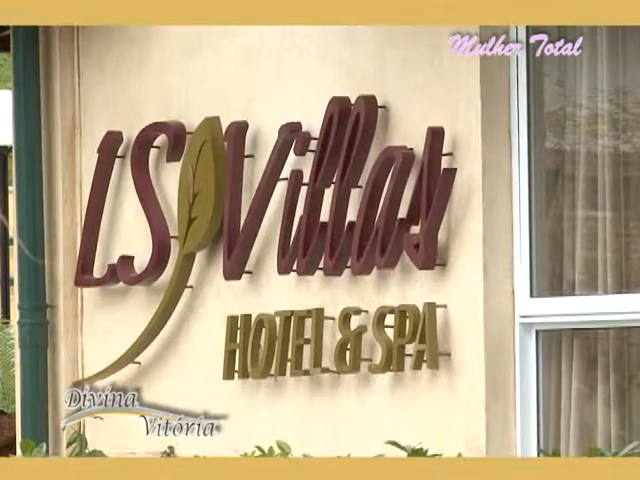 Mulher Total
LS Villas
HOTEL & SPA
Divina
Vitória